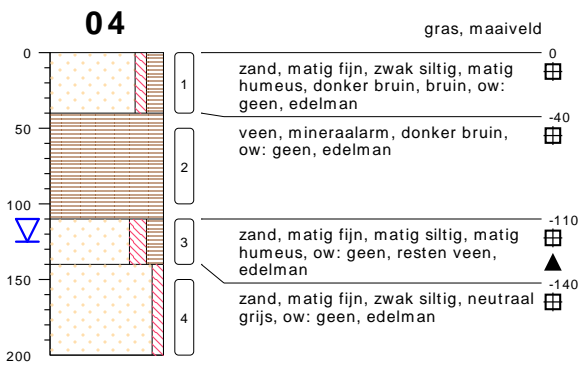 04
gras, maaiveld
0
0
1
zand, matig fijn, zwak siltig, matig
humeus, donker bruin, bruin, ow:
geen, edelman
-40
50
2
veen, mineraalarm, donker bruin,
ow: geen, edelman
100
-110
3
zand, matig fijn, matig siltig, matig
humeus, ow: geen, resten veen,
edelman
-140
150
4
zand, matig fijn, zwak siltig, neutraal
grijs, ow: geen, edelman
200